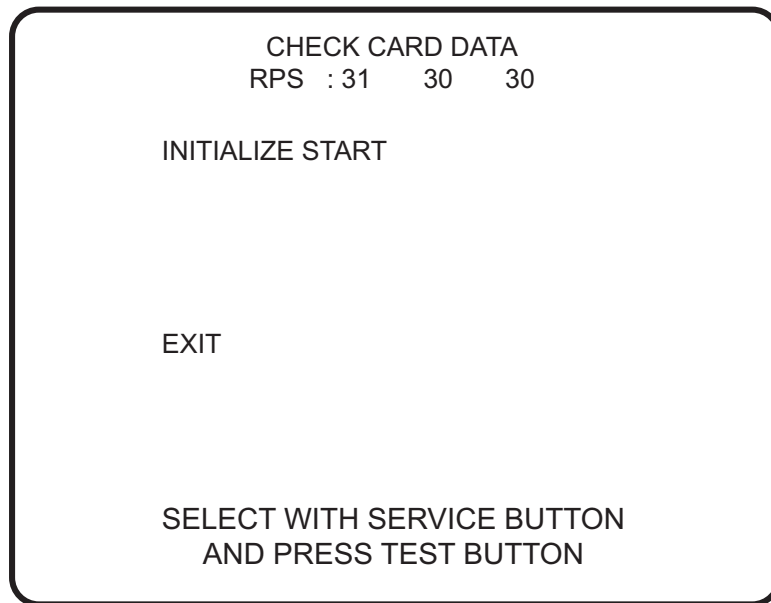 CHECK CARD DATA
RPS : 31 30 30
INITIALIZE START
EXIT
SELECT WITH SERVICE BUTTON
AND PRESS TEST BUTTON